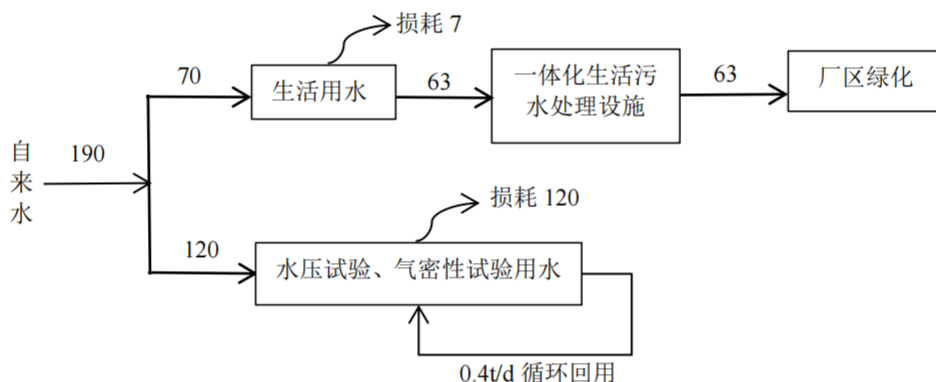 损耗 7
70
生活用水
63
一体化生活污
水处理设施
63
厂区绿化
自
来
水
190
损耗 120
120
水压试验、气密性试验用水
0.4t/d 循环回用